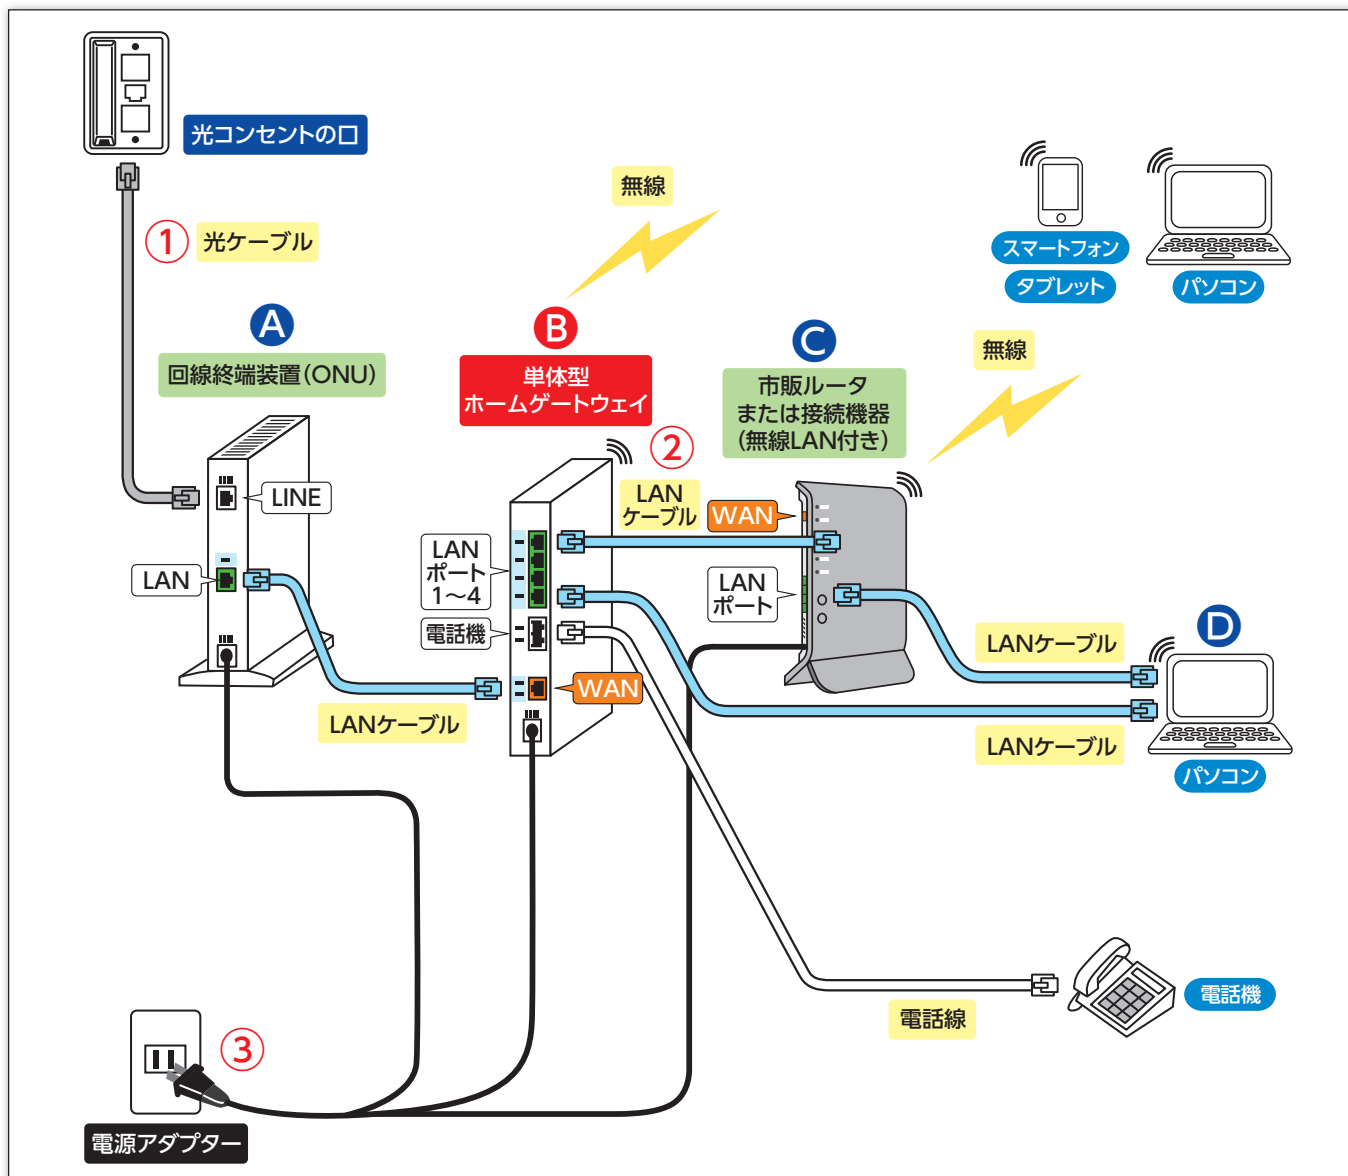 光コンセントの口
無線
① 光ケーブル
スマートフォン
タブレット
パソコン
A
回線終端装置(ONU)
B
単体型
ホームゲートウェイ
C
市販ルータ
または接続機器
(無線LAN付き)
無線
②
LAN
ケーブル
WAN
LINE
LAN
LAN
ポート
1〜4
電話機
LAN
ポート
WAN
LANケーブル
D
LANケーブル
LANケーブル
パソコン
電話線
電話機
③
電源アダプター